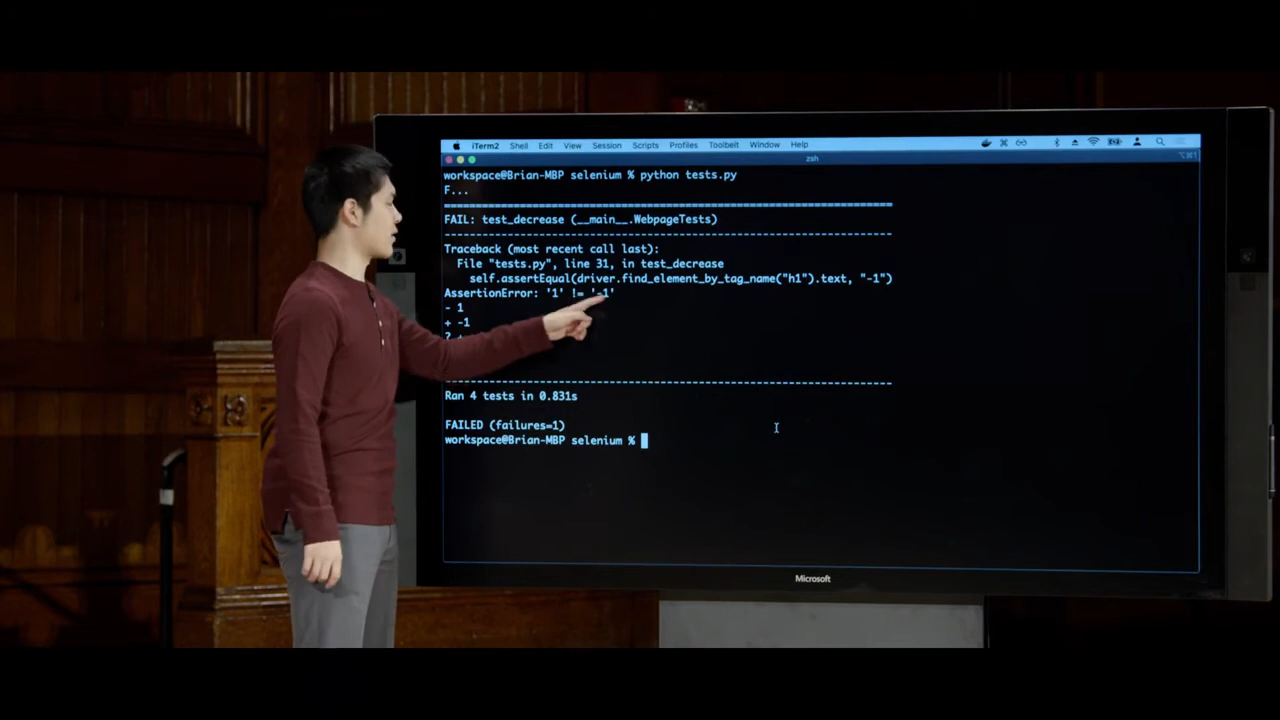 iTerm2 Shell Edit View Session Scripts Profiles Toolbelt Window Help
zsh
workspace@Brian-MBP selenium % python tests.py
F...
======================================================================
FAIL: test_decrease (__main__.WebpageTests)
----------------------------------------------------------------------
Traceback (most recent call last):
File "tests.py", line 31, in test_decrease
self.assertEqual(driver.find_element_by_tag_name("h1").text, "-1")
AssertionError: '1' != '-1'
- 1
+ -1
? +
----------------------------------------------------------------------
Ran 4 tests in 0.831s
FAILED (failures=1)
workspace@Brian-MBP selenium %
Microsoft